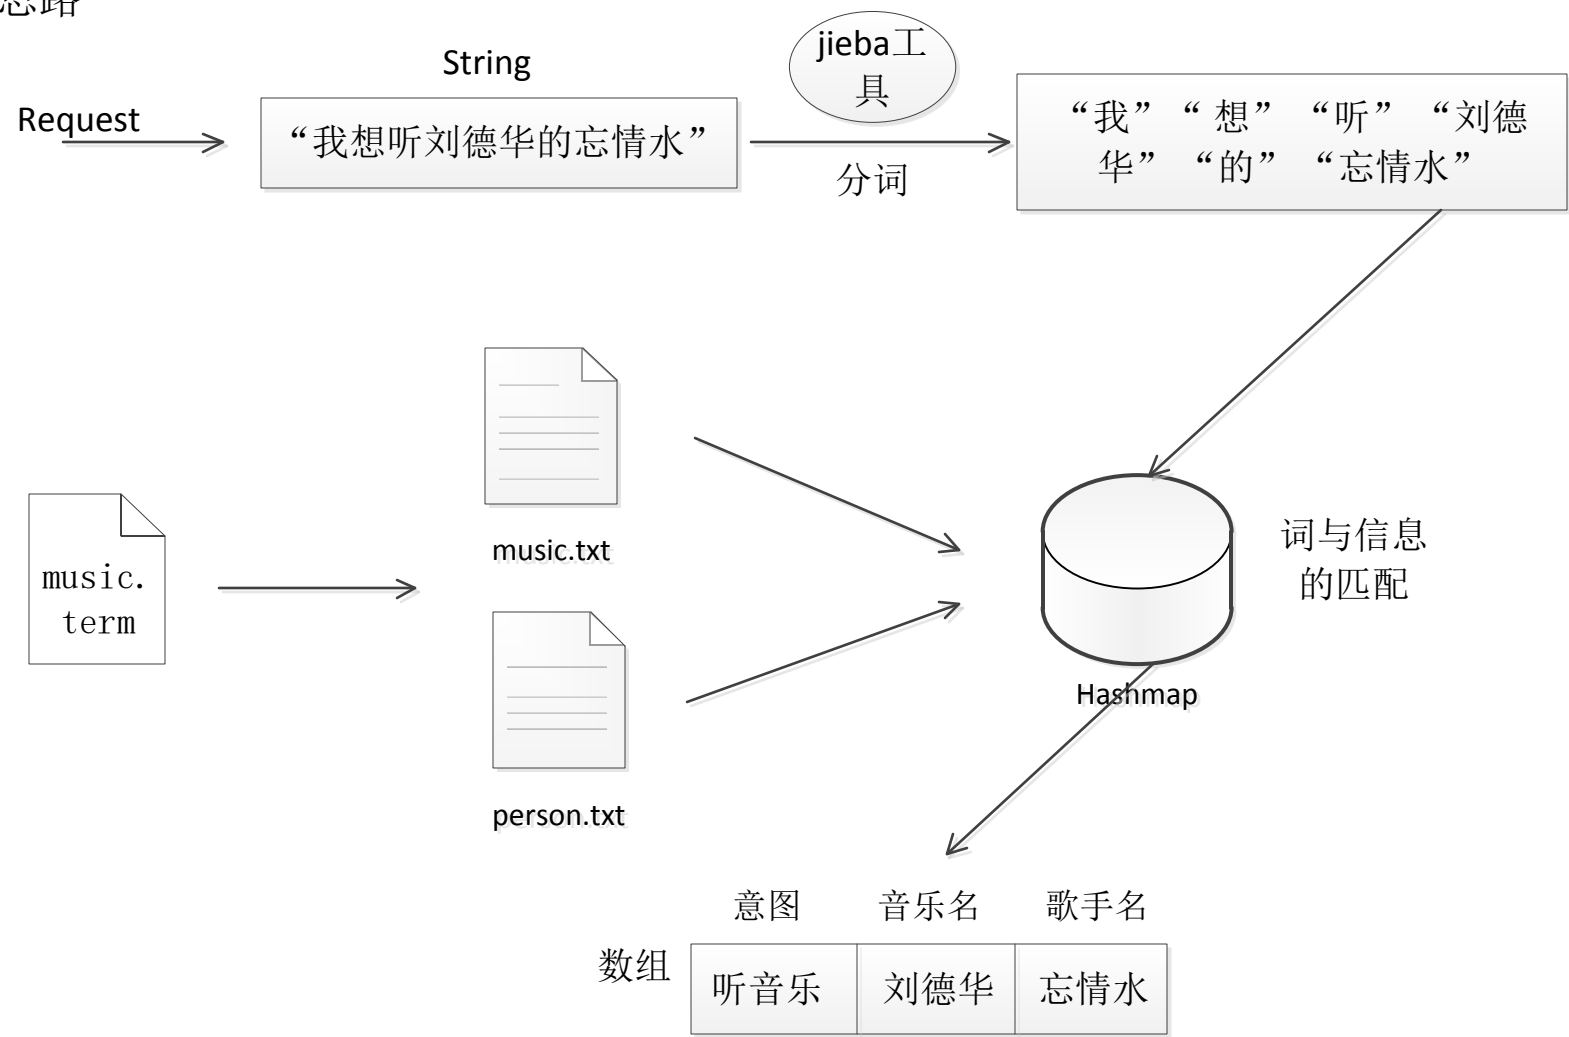 思路
String
jieba工
具
Request
“我想听刘德华的忘情水”
分词
“我” “ 想” “听” “刘德
华” “的” “忘情水”
music.txt
music.
term
person.txt
词与信息
的匹配
Hashmap
意图 音乐名 歌手名
数组
听音乐 刘德华 忘情水